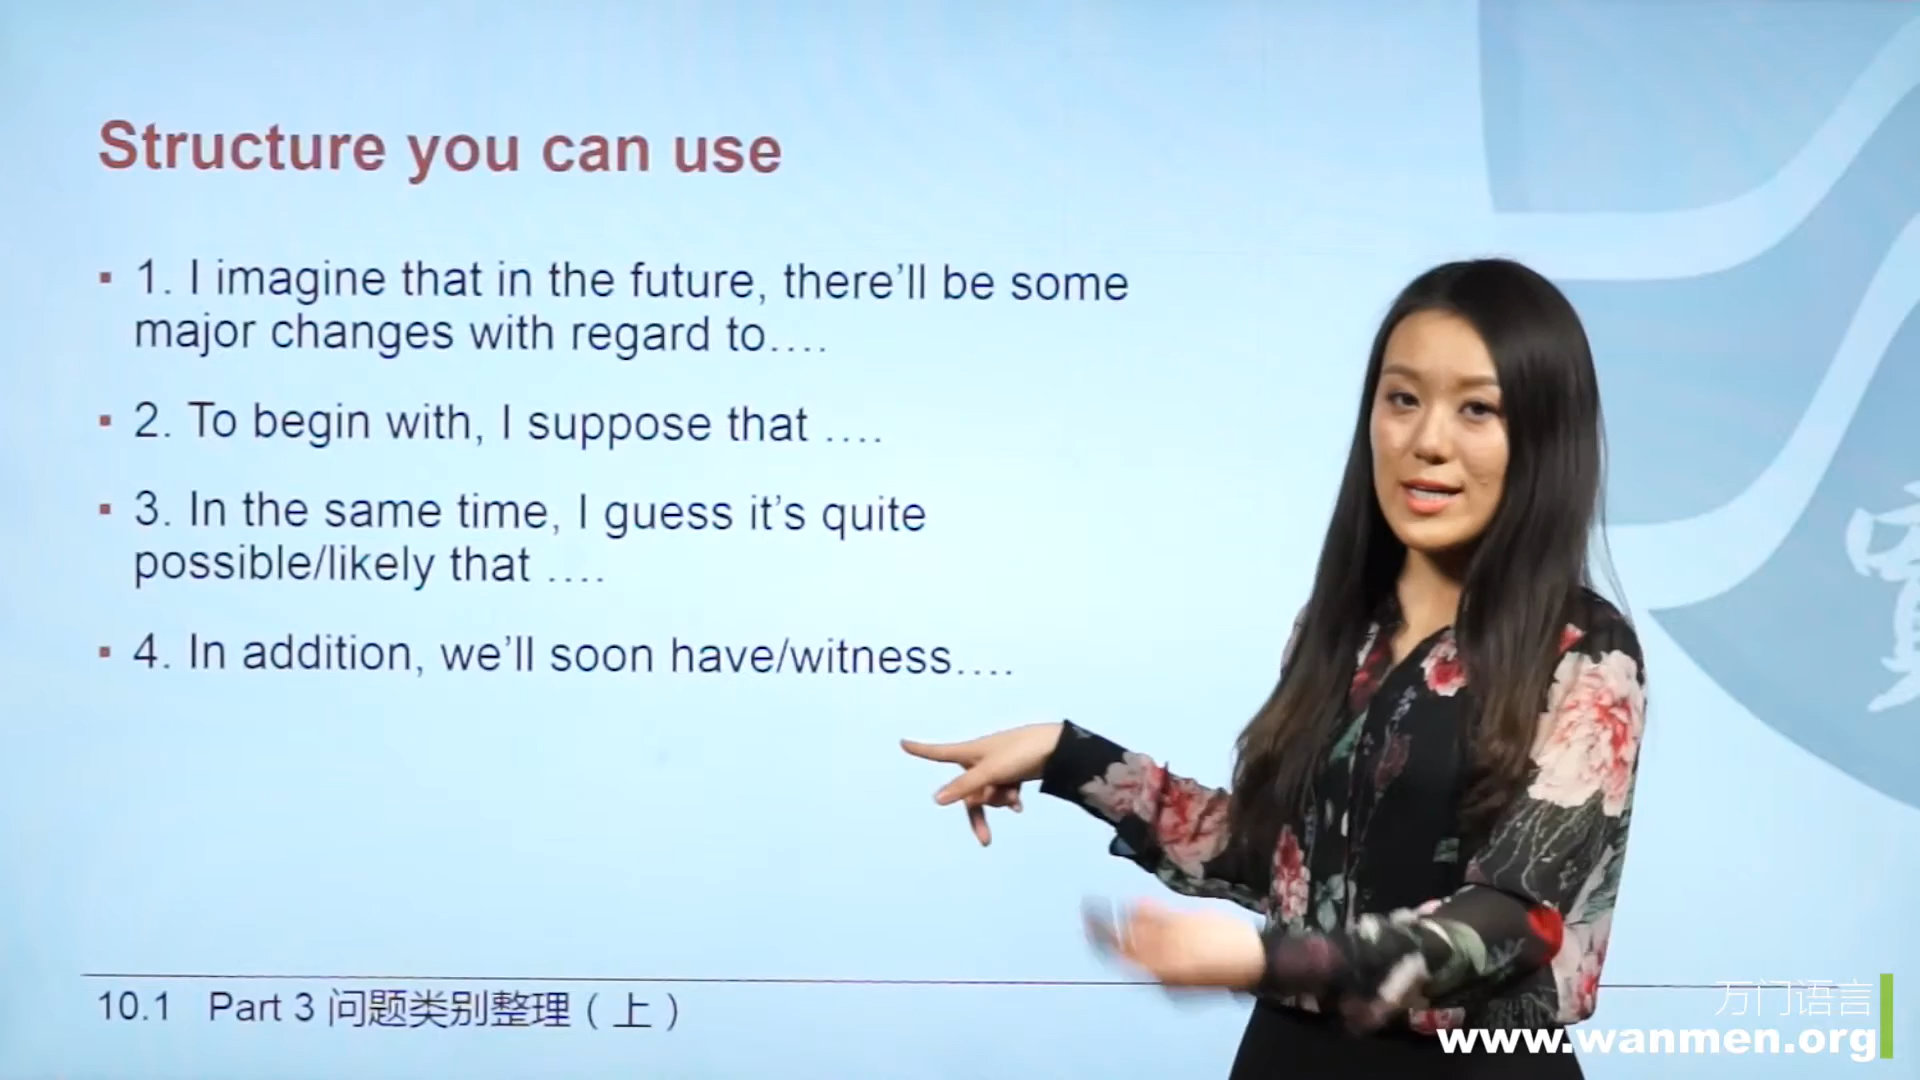 Structure you can use
▪ 1. I imagine that in the future, there’ll be some
major changes with regard to….
▪ 2. To begin with, I suppose that ….
▪ 3. In the same time, I guess it’s quite
possible/likely that ….
▪ 4. In addition, we’ll soon have/witness….
10.1 Part 3 问题类别整理（上）
万门语言
www.wanmen.org